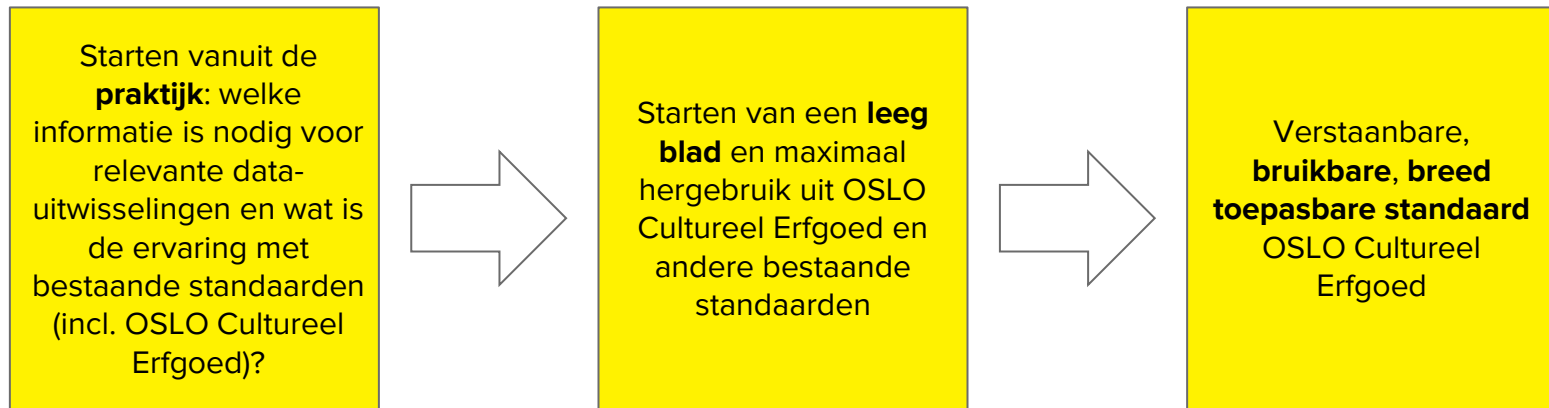 Starten vanuit de
praktijk: welke
informatie is nodig voor
relevante data-
uitwisselingen en wat is
de ervaring met
bestaande standaarden
(incl. OSLO Cultureel
Erfgoed)?
Starten van een leeg
blad en maximaal
hergebruik uit OSLO
Cultureel Erfgoed en
andere bestaande
standaarden
Verstaanbare,
bruikbare, breed
toepasbare standaard
OSLO Cultureel
Erfgoed